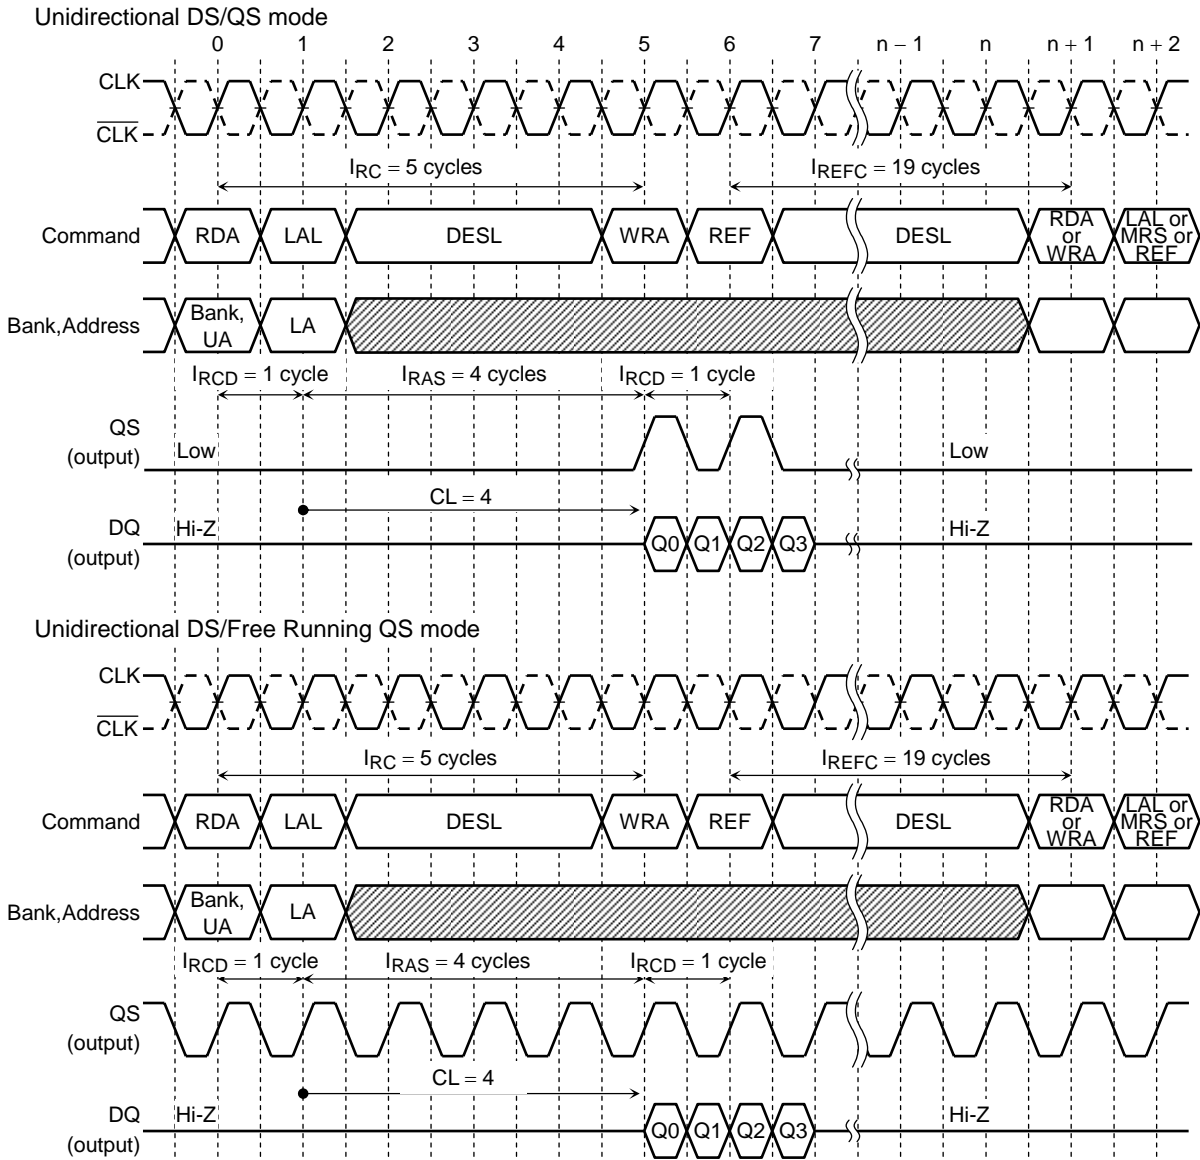 Unidirectional DS/QS mode
0 1 2 3 4 5 6 7 n − 1 n n + 1 n + 2
CLK
CLK
IRC = 5 cycles IREFC = 19 cycles
Command RDA LAL DESL WRA REF DESL RDA or WRA LAL or MRS or REF
Bank,Address Bank, UA LA
IRCD = 1 cycle IRAS = 4 cycles IRCD = 1 cycle
QS
(output) Low Low
CL = 4
DQ
(output) Hi-Z Q0 Q1 Q2 Q3 Hi-Z
Unidirectional DS/Free Running QS mode
CLK
CLK
IRC = 5 cycles IREFC = 19 cycles
Command RDA LAL DESL WRA REF DESL RDA or WRA LAL or MRS or REF
Bank,Address Bank, UA LA
IRCD = 1 cycle IRAS = 4 cycles IRCD = 1 cycle
QS
(output)
CL = 4
DQ
(output) Hi-Z Q0 Q1 Q2 Q3 Hi-Z